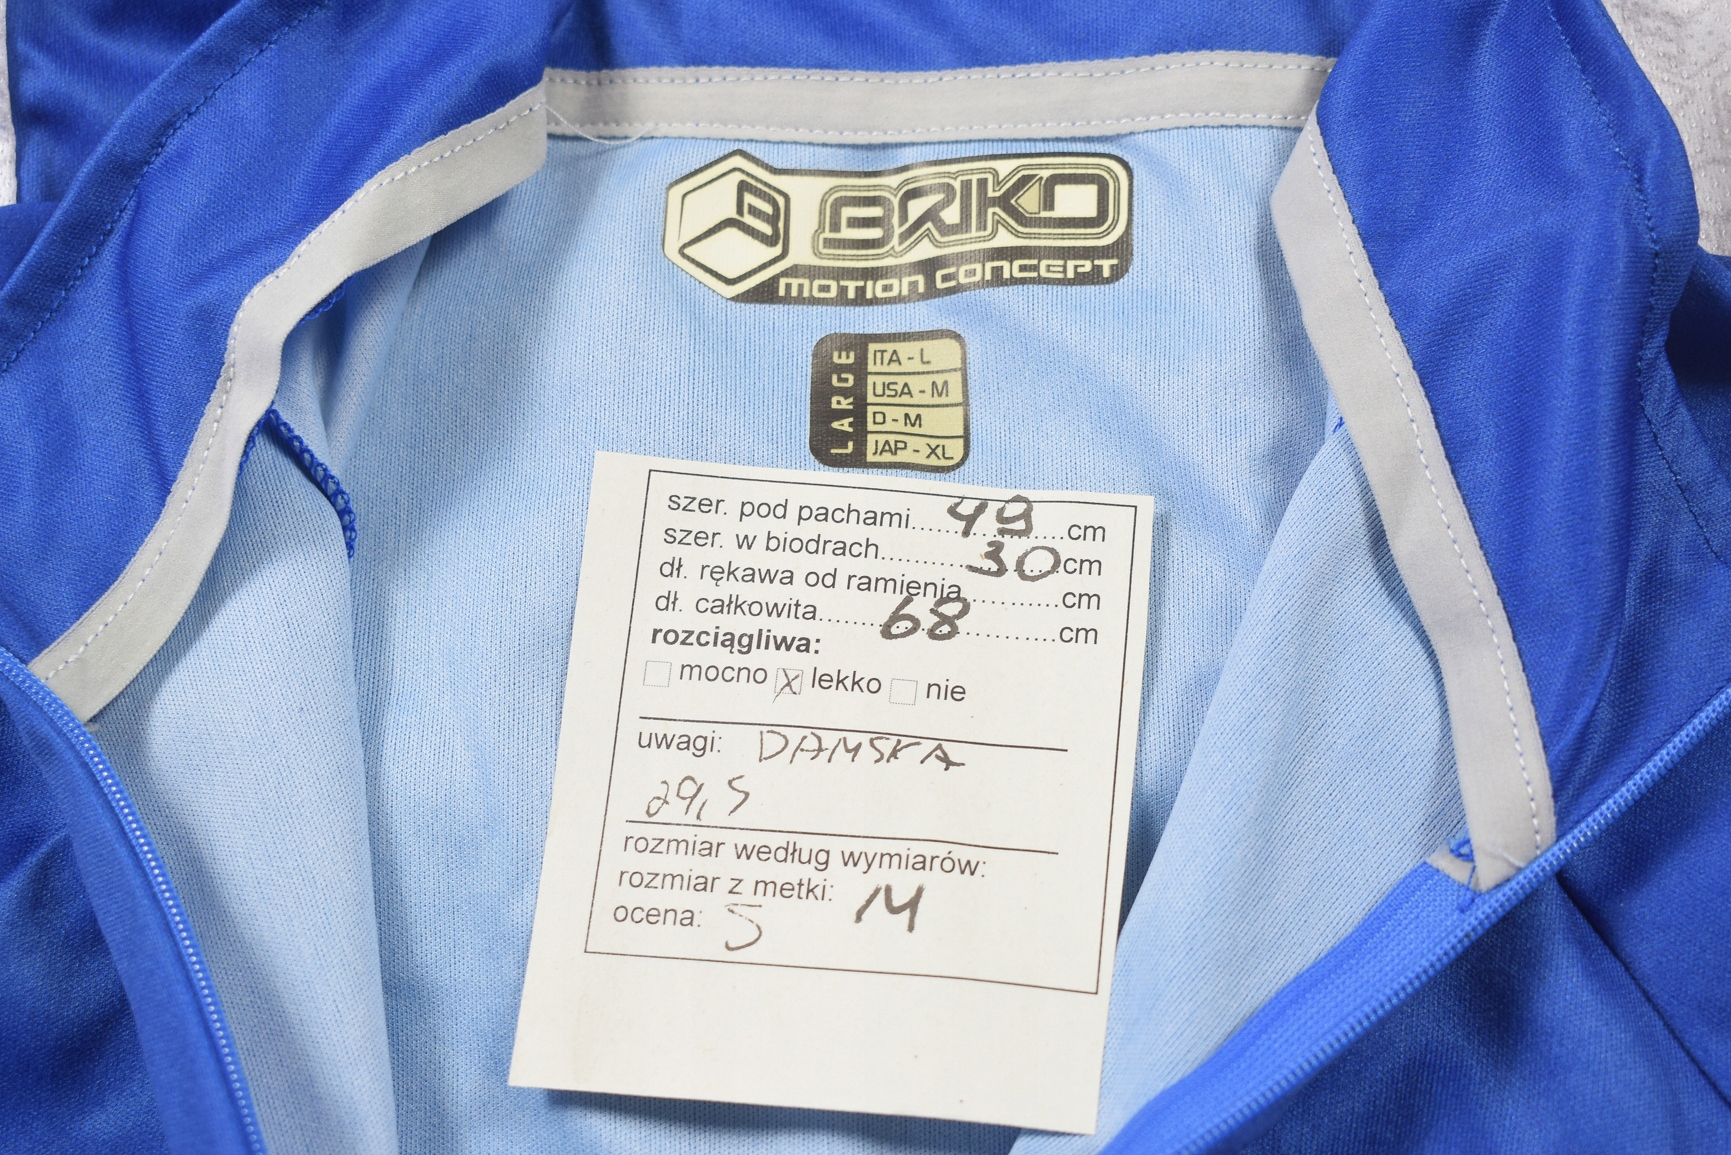 B BRIKO
MOTION CONCEPT
LARGE
ITA - L
USA - M
D - M
JAP - XL
szer. pod pachami.....49.....cm
szer. w biodrach..........30cm
dł. rękawa od ramienia..........cm
dł. całkowita.......68............cm
rozciągliwa:
mocno X lekko nie
uwagi: DAMSKA
29,5
rozmiar według wymiarów:
rozmiar z metki: M
ocena: 5